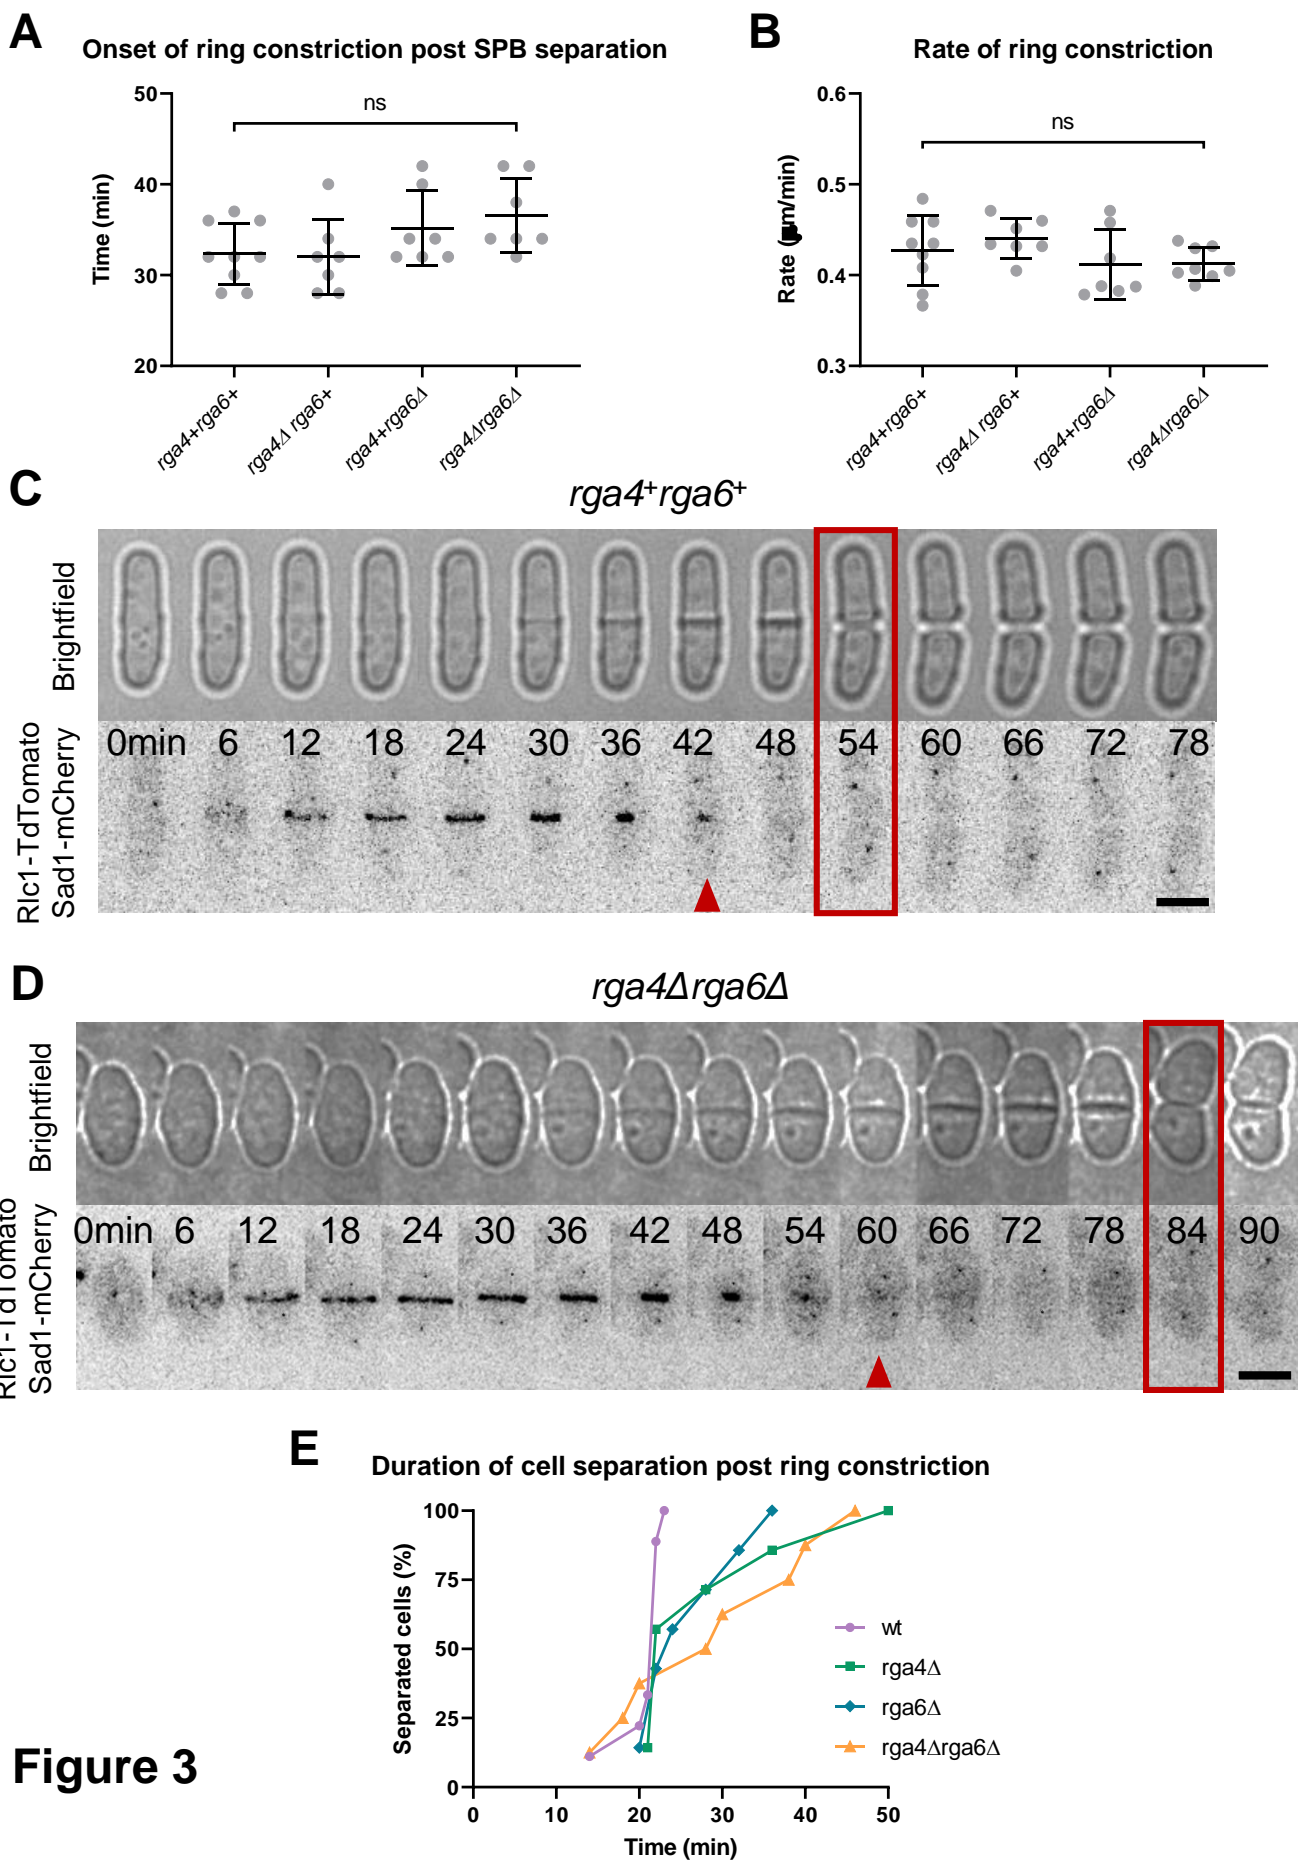 A
Onset of ring constriction post SPB separation
ns
50
40
30
20
Time (min)
rga4+rga6+
rga4Δ rga6+
rga4+rga6Δ
rga4Δrga6Δ
B
Rate of ring constriction
ns
0.6
0.5
0.4
0.3
rga4+rga6+
rga4Δ rga6+
rga4+rga6Δ
rga4Δrga6Δ
C
rga4+rga6+
Brightfield
Rlc1-TdTomato
Sad1-mCherry
0min 6 12 18 24 30 36 42 48 54 60 66 72 78
D
rga4Δrga6Δ
Brightfield
Rlc1-TdTomato
Sad1-mCherry
0min 6 12 18 24 30 36 42 48 54 60 66 72 78 84 90
E
Duration of cell separation post ring constriction
Separated cells (%)
100
75
50
25
0
0 10 20 30 40 50
Time (min)
wt
rga4Δ
rga6Δ
rga4Δrga6Δ
Figure 3